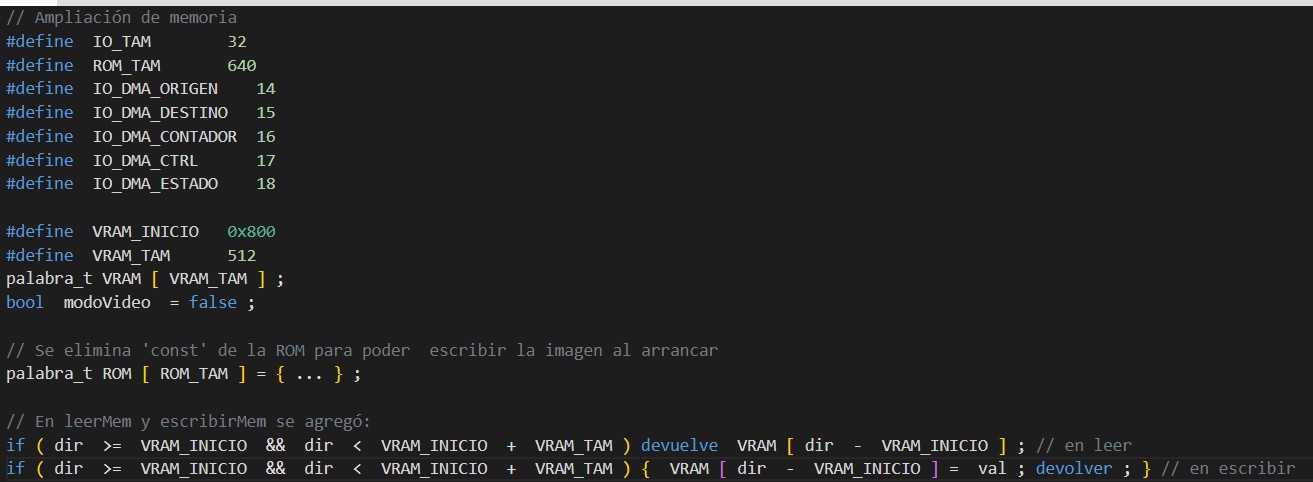 // Ampliación de memoria
#define IO_TAM 32
#define ROM_TAM 640
#define IO_DMA_ORIGEN 14
#define IO_DMA_DESTINO 15
#define IO_DMA_CONTADOR 16
#define IO_DMA_CTRL 17
#define IO_DMA_ESTADO 18
#define VRAM_INICIO 0x800
#define VRAM_TAM 512
palabra_t VRAM [ VRAM_TAM ] ;
bool modoVideo = false ;
// Se elimina 'const' de la ROM para poder escribir la imagen al arrancar
palabra_t ROM [ ROM_TAM ] = { ... } ;
// En leerMem y escribirMem se agregó:
if ( dir >= VRAM_INICIO && dir < VRAM_INICIO + VRAM_TAM ) devuelve VRAM [ dir - VRAM_INICIO ] ; // en leer
if ( dir >= VRAM_INICIO && dir < VRAM_INICIO + VRAM_TAM ) { VRAM [ dir - VRAM_INICIO ] = val ; devolver ; } // en escribir